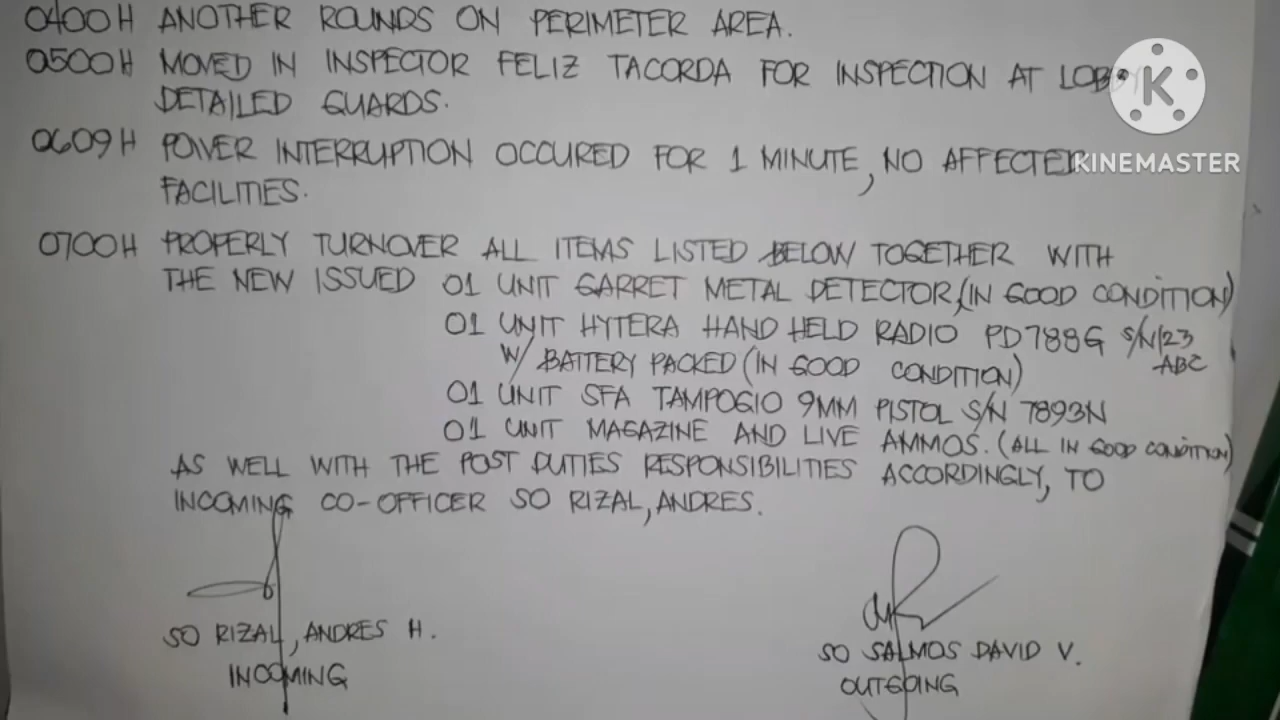 0400H ANOTHER ROUNDS ON PERIMETER AREA.
0500H MOVED IN INSPECTOR FELIZ TACORDA FOR INSPECTION AT LOBBY
DETAILED GUARDS.
0609H POWER INTERRUPTION OCCURED FOR 1 MINUTE, NO AFFECTED
FACILITIES.
0700H PROPERLY TURNOVER ALL ITEMS LISTED BELOW TOGETHER WITH
THE NEW ISSUED 01 UNIT GARRET METAL DETECTOR, (IN GOOD CONDITION)
01 UNIT HYTERA HAND HELD RADIO PD788G S/N 123
ABC
W/ BATTERY PACKED (IN GOOD CONDITION)
01 UNIT SFA TAMPOGIO 9MM PISTOL S/N 7893N
01 UNIT MAGAZINE AND LIVE AMMOS. (ALL IN GOOD CONDITION)
AS WELL WITH THE POST DUTIES RESPONSIBILITIES ACCORDINGLY, TO
INCOMING CO-OFFICER SO RIZAL, ANDRES.
SO RIZAL, ANDRES H.
INCOMING
SO SALMOS DAVID V.
OUTGOING
K
KINEMASTER